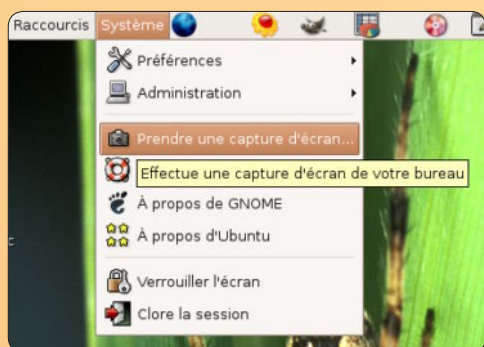 Raccourcis Système
Préférences
Administration
Prendre une capture d'écran...
Effectue une capture d'écran de votre bureau
À propos de GNOME
À propos d'Ubuntu
Verrouiller l'écran
Clore la session